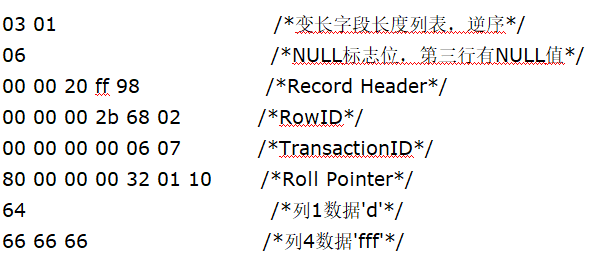 03 01 /*变长字段长度列表，逆序*/
06 /*NULL标志位，第三行有NULL值*/
00 00 20 ff 98 /*Record Header*/
00 00 00 2b 68 02 /*RowID*/
00 00 00 00 06 07 /*TransactionID*/
80 00 00 00 32 01 10 /*Roll Pointer*/
64 /*列1数据'd'*/
66 66 66 /*列4数据'fff'*/